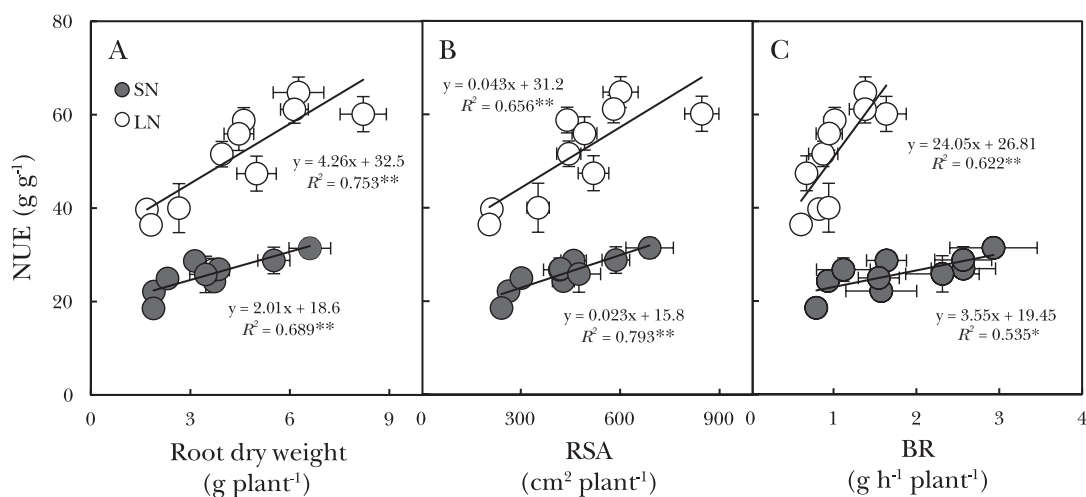 80
60
40
20
0
NUE (g g⁻¹)
A
SN
LN
y = 4.26x + 32.5
R² = 0.753**
y = 2.01x + 18.6
R² = 0.689**
0 3 6 9
Root dry weight
(g plant⁻¹)
B
y = 0.043x + 31.2
R² = 0.656**
y = 0.023x + 15.8
R² = 0.793**
0 300 600 900
RSA
(cm² plant⁻¹)
C
y = 24.05x + 26.81
R² = 0.622**
y = 3.55x + 19.45
R² = 0.535*
0 1 2 3 4
BR
(g h⁻¹ plant⁻¹)